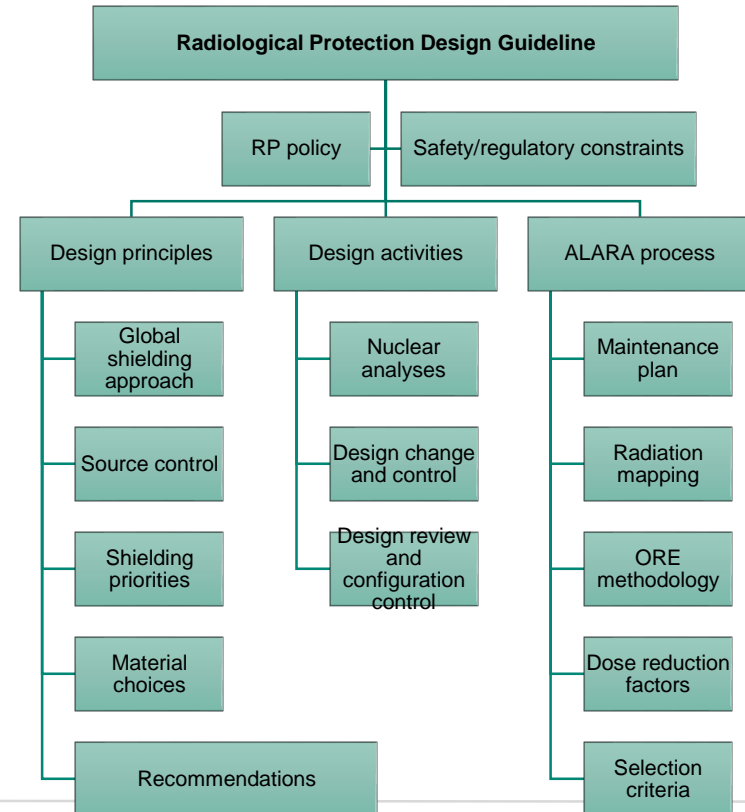 Radiological Protection Design Guideline
RP policy
Safety/regulatory constraints
Design principles
Design activities
ALARA process
Global
shielding
approach
Source control
Shielding
priorities
Material
choices
Recommendations
Nuclear
analyses
Design change
and control
Design review
and
configuration
control
Maintenance
plan
Radiation
mapping
ORE
methodology
Dose reduction
factors
Selection
criteria